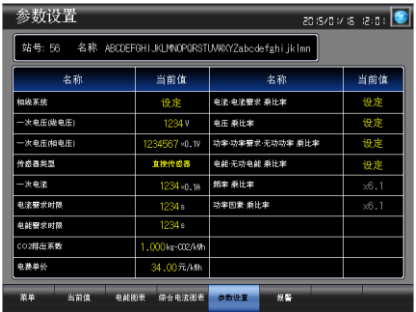 参数设置
2015/01/15 12:01
站号: 56 名称 ABCDEFGHIJKLMNOPQRSTUVWXYZabcdefghijklmn
名称 当前值 名称 当前值
相线系统 设定 电流·电流要求 乘比率 设定
一次电压(线电压) 1234 V 电压 乘比率 设定
一次电压(相电压) 1234567 ×0.1V 功率·功率要求·无功功率 乘比率 设定
传感器类型 直接传感器 电能·无功电能 乘比率 设定
一次电流 1234 ×0.1A 频率 乘比率 x6.1
电流要求时限 1234 s 功率因素 乘比率 x6.1
电能要求时限 1234 s
CO2排出系数 1.000 kg-CO2/kWh
电费单价 34.00 元/kWh
菜单 当前值 电能图表 综合电流图表 参数设置 报警